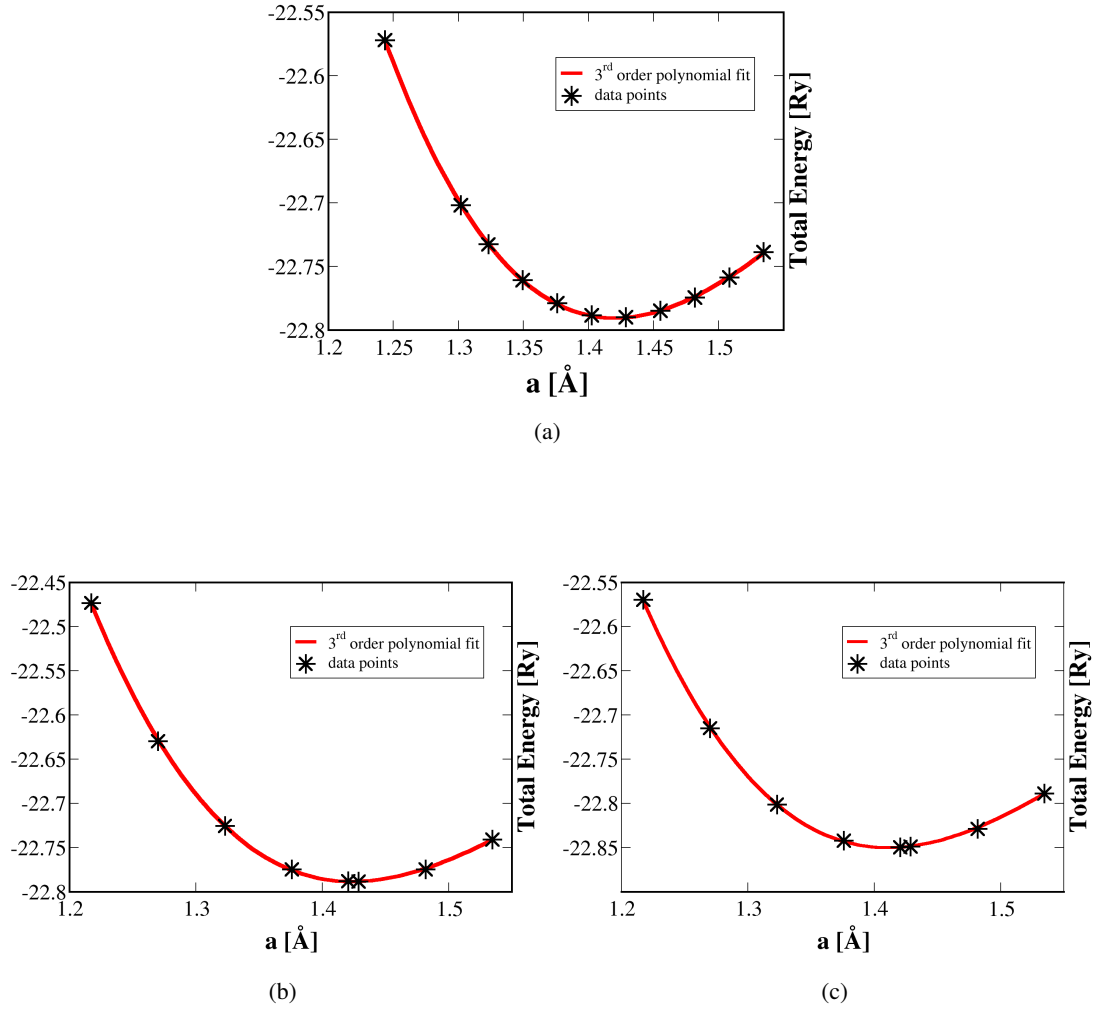 -22.55
-22.6
-22.65
-22.7
-22.75
-22.8
1.2 1.25 1.3 1.35 1.4 1.45 1.5
a [Å]
Total Energy [Ry]
3rd order polynomial fit
data points
(a)
-22.45
-22.5
-22.55
-22.6
-22.65
-22.7
-22.75
-22.8
1.2 1.3 1.4 1.5
a [Å]
Total Energy [Ry]
3rd order polynomial fit
data points
(b)
-22.55
-22.6
-22.65
-22.7
-22.75
-22.8
-22.85
-22.9
1.2 1.3 1.4 1.5
a [Å]
Total Energy [Ry]
3rd order polynomial fit
data points
(c)